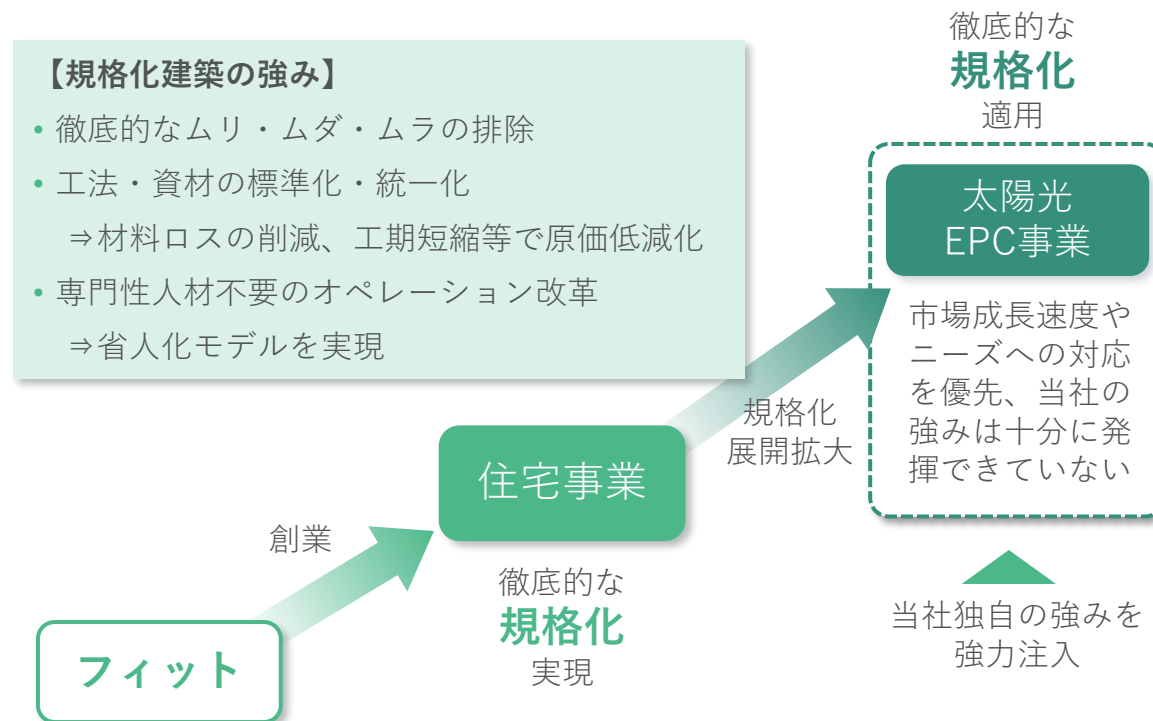 【規格化建築の強み】
• 徹底的なムリ・ムダ・ムラの排除
• 工法・資材の標準化・統一化
⇒材料ロスの削減、工期短縮等で原価低減化
• 専門性人材不要のオペレーション改革
⇒省人化モデルを実現
徹底的な
規格化
適用
太陽光
EPC事業
市場成長速度や
ニーズへの対応
を優先、当社の
強みは十分に発
揮できていない
規格化
展開拡大
住宅事業
創業
徹底的な
規格化
実現
フィット
当社独自の強みを
強力注入